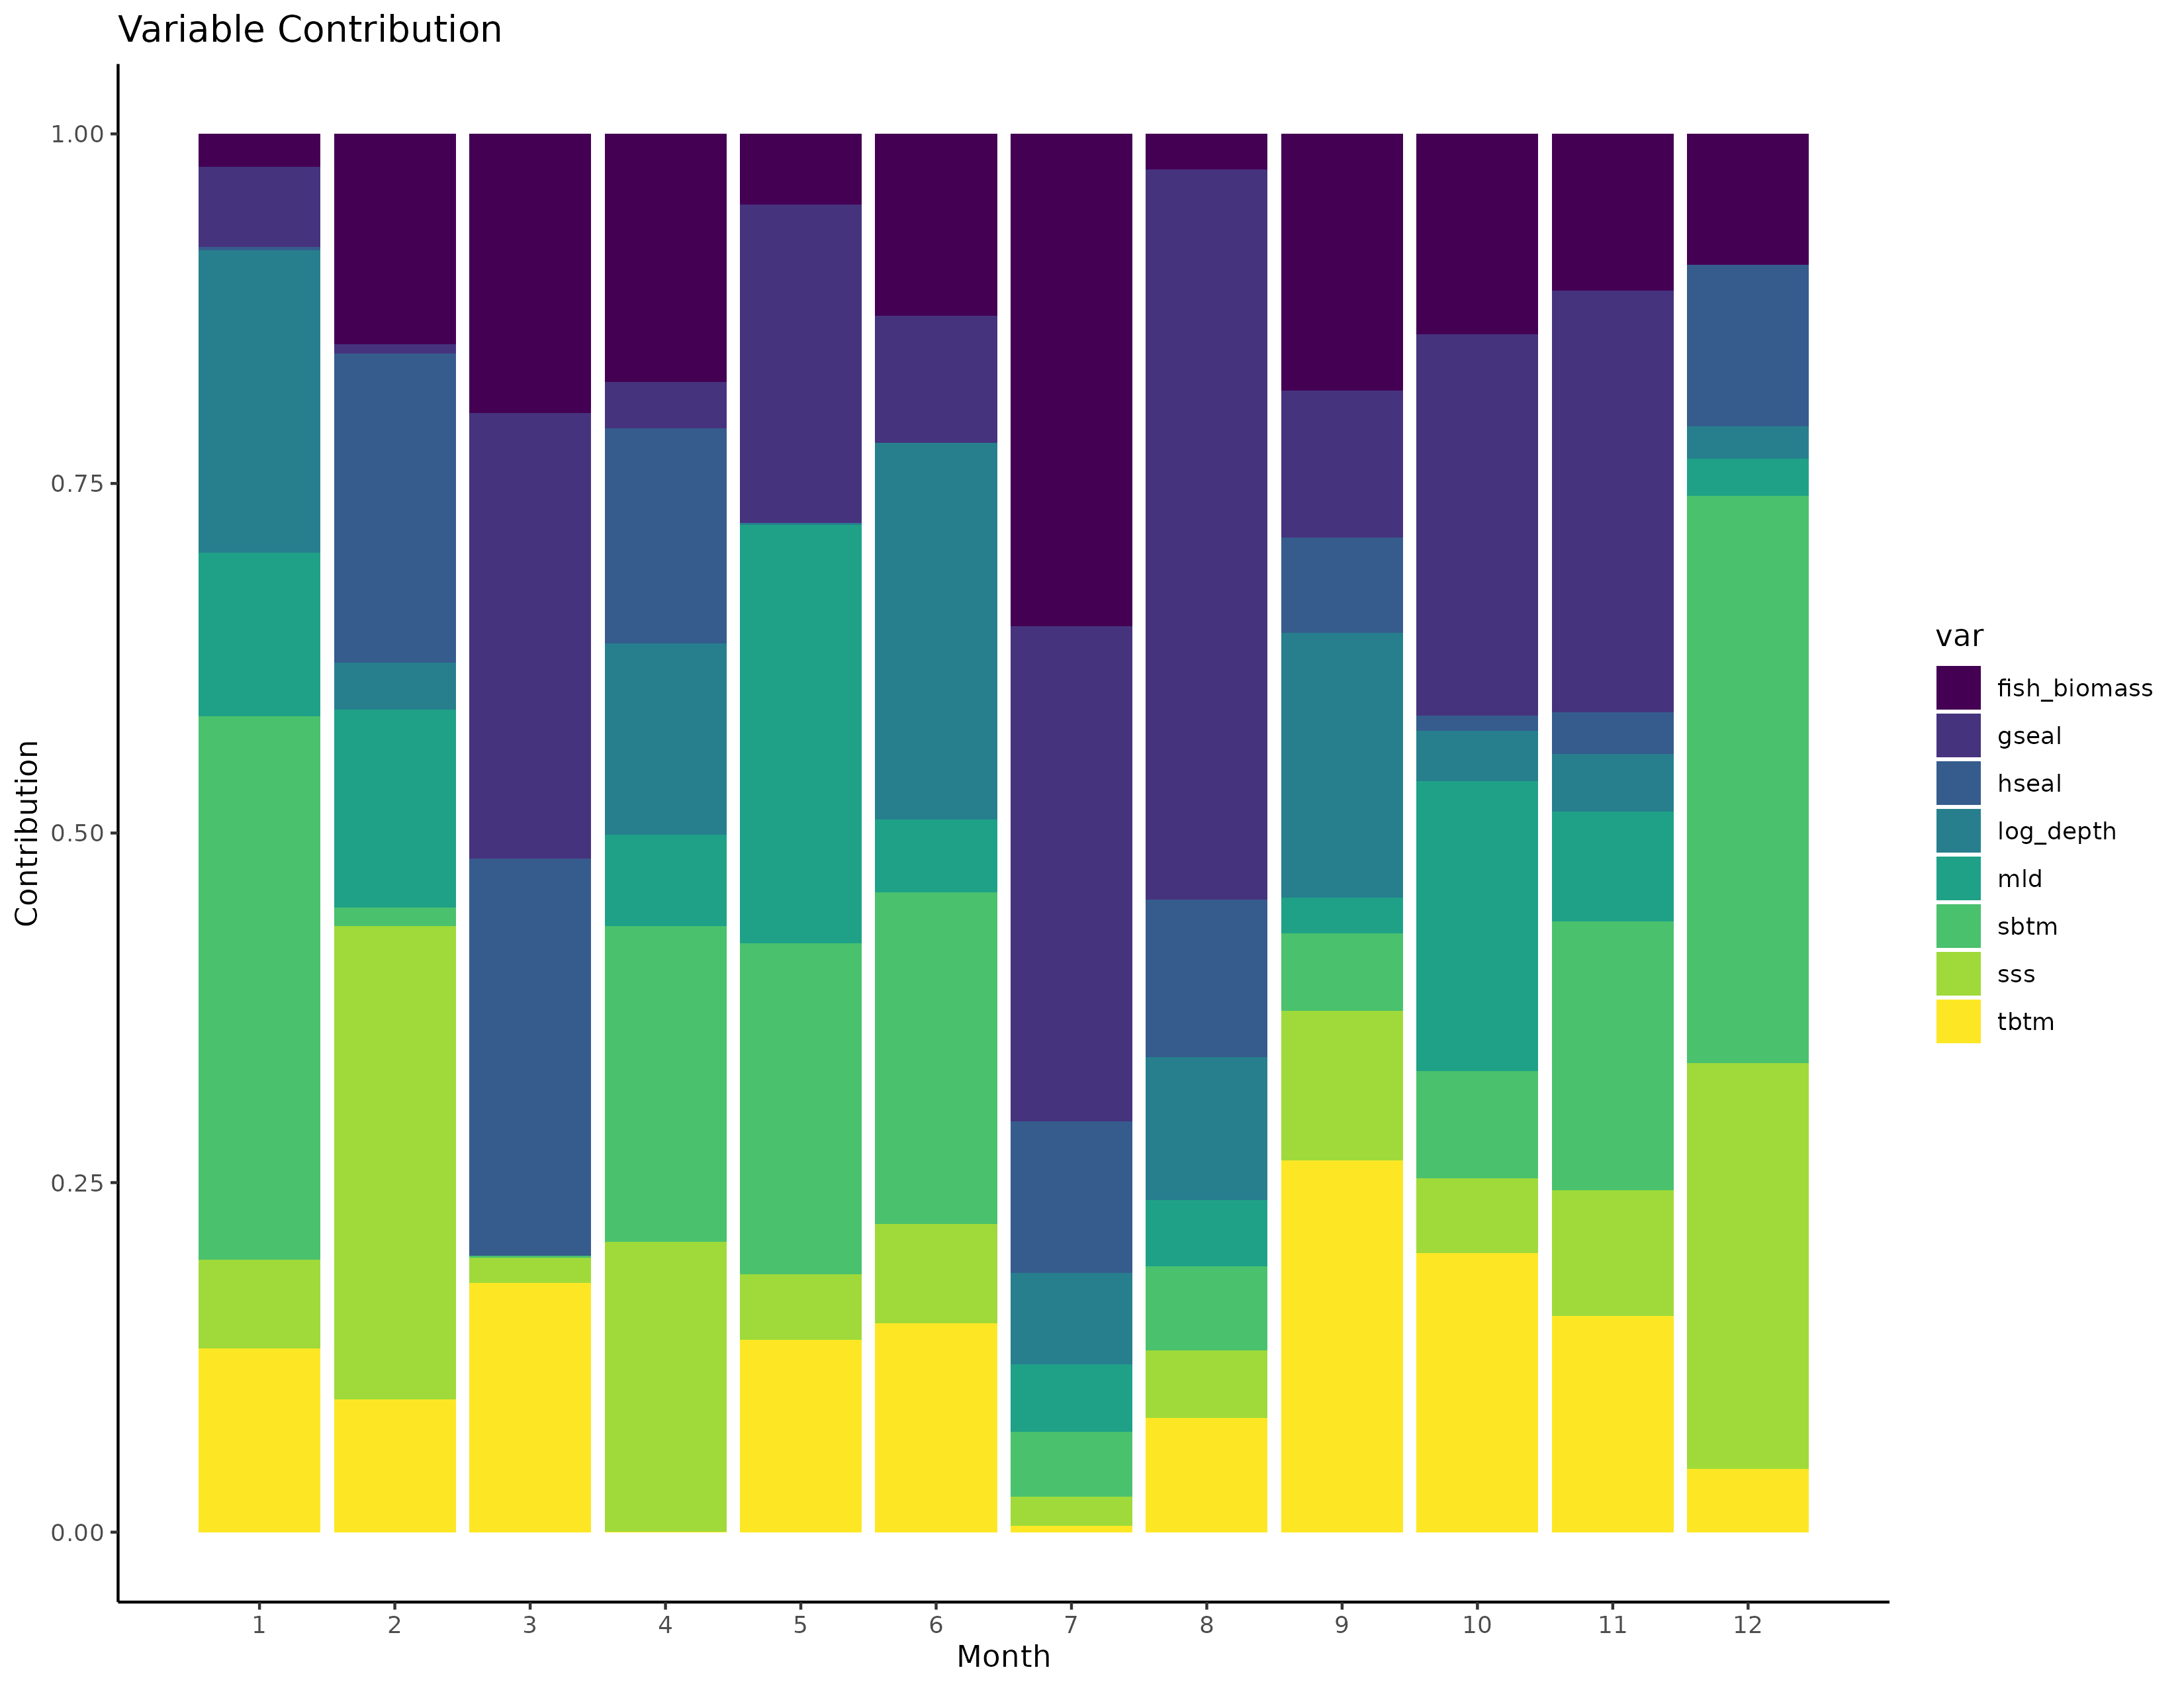 Variable Contribution
1.00
0.75
0.50
0.25
0.00
Contribution
1 2 3 4 5 6 7 8 9 10 11 12
Month
var
fish_biomass
gseal
hseal
log_depth
mld
sbtm
sss
tbtm